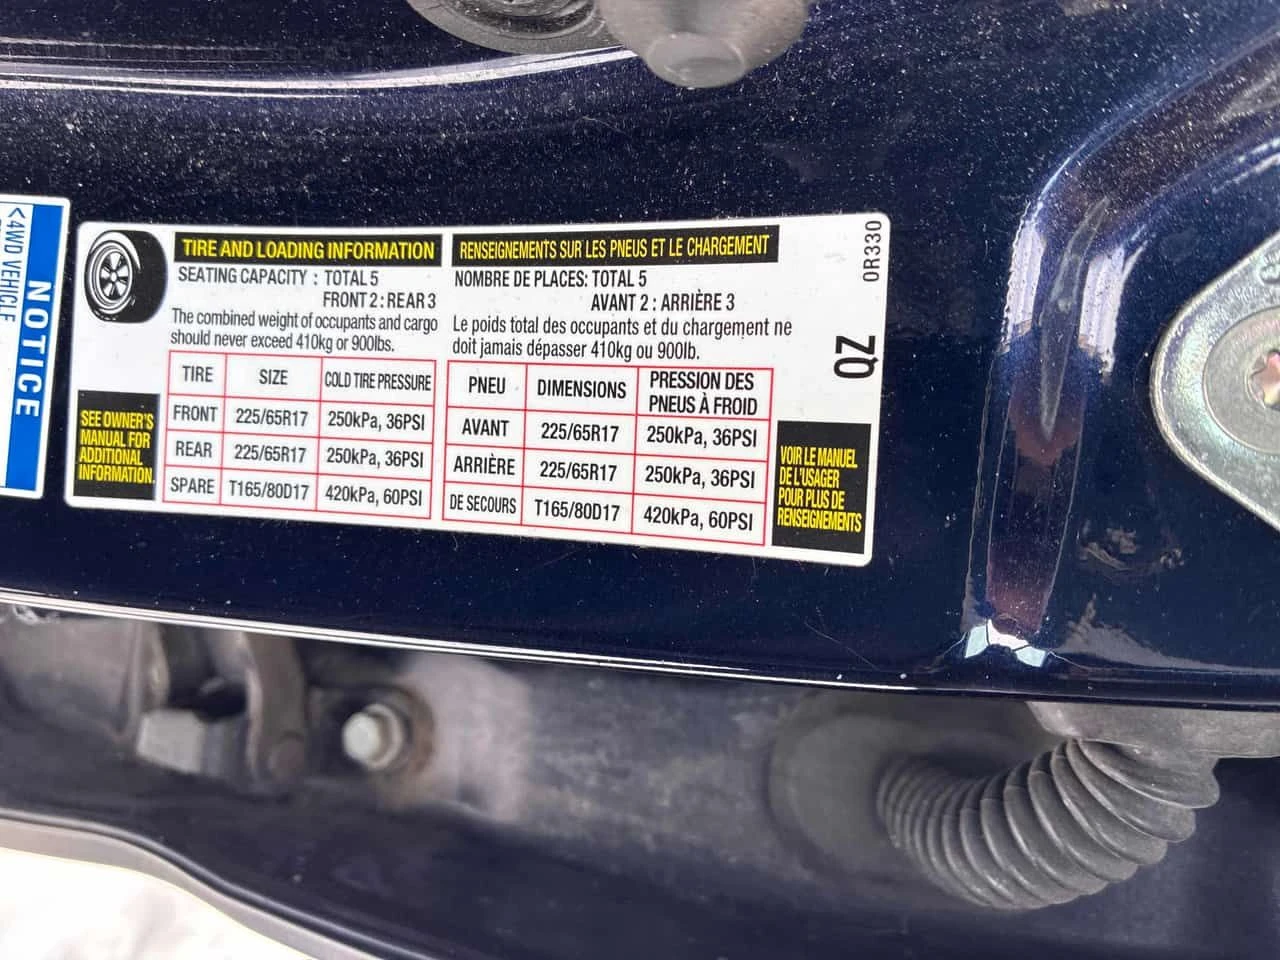 <4WD VEHICLE
NOTICE
TIRE AND LOADING INFORMATION
SEATING CAPACITY : TOTAL 5
FRONT 2 : REAR 3
The combined weight of occupants and cargo
should never exceed 410kg or 900lbs.
TIRE SIZE COLD TIRE PRESSURE
FRONT 225/65R17 250kPa, 36PSI
REAR 225/65R17 250kPa, 36PSI
SPARE T165/80D17 420kPa, 60PSI
SEE OWNER'S
MANUAL FOR
ADDITIONAL
INFORMATION.
RENSEIGNEMENTS SUR LES PNEUS ET LE CHARGEMENT
NOMBRE DE PLACES: TOTAL 5
AVANT 2 : ARRIÈRE 3
Le poids total des occupants et du chargement ne
doit jamais dépasser 410kg ou 900lb.
PNEU DIMENSIONS PRESSION DES
PNEUS À FROID
AVANT 225/65R17 250kPa, 36PSI
ARRIÈRE 225/65R17 250kPa, 36PSI
DE SECOURS T165/80D17 420kPa, 60PSI
VOIR LE MANUEL
DE L'USAGER
POUR PLUS DE
RENSEIGNEMENTS
0R330
QZ